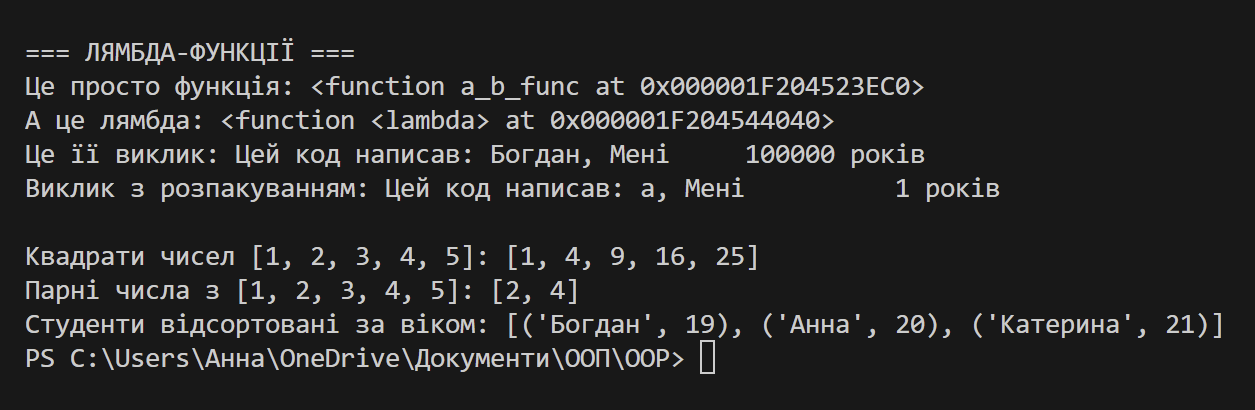 === ЛЯМБДА-ФУНКЦІЇ ===
Це просто функція: <function a_b_func at 0x000001F204523EC0>
А це лямбда: <function <lambda> at 0x000001F204544040>
Це її виклик: Цей код написав: Богдан, Мені     100000 років
Виклик з розпакуванням: Цей код написав: a, Мені          1 років
Квадрати чисел [1, 2, 3, 4, 5]: [1, 4, 9, 16, 25]
Парні числа з [1, 2, 3, 4, 5]: [2, 4]
Студенти відсортовані за віком: [('Богдан', 19), ('Анна', 20), ('Катерина', 21)]
PS C:\Users\Анна\OneDrive\Документи\ООП\OOP>